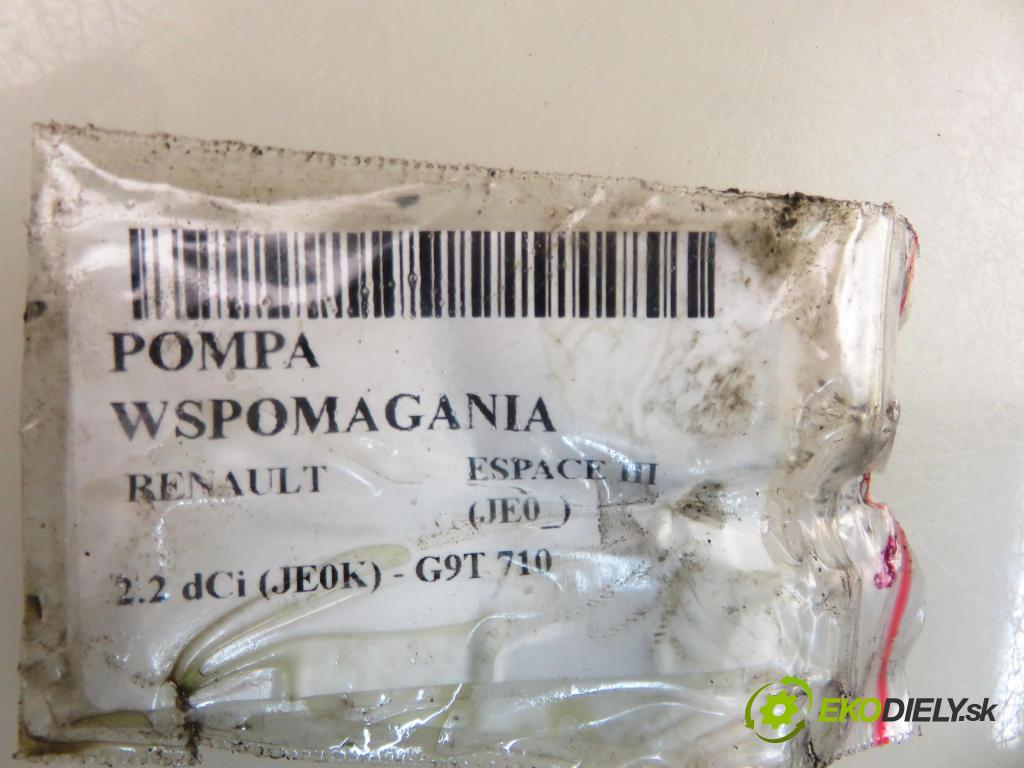 POMPA
WSPOMAGANIA
RENAULT ESPACE III
(JE0_)
2.2 dCi (JE0K) - G9T 710
EKODIELY.sk